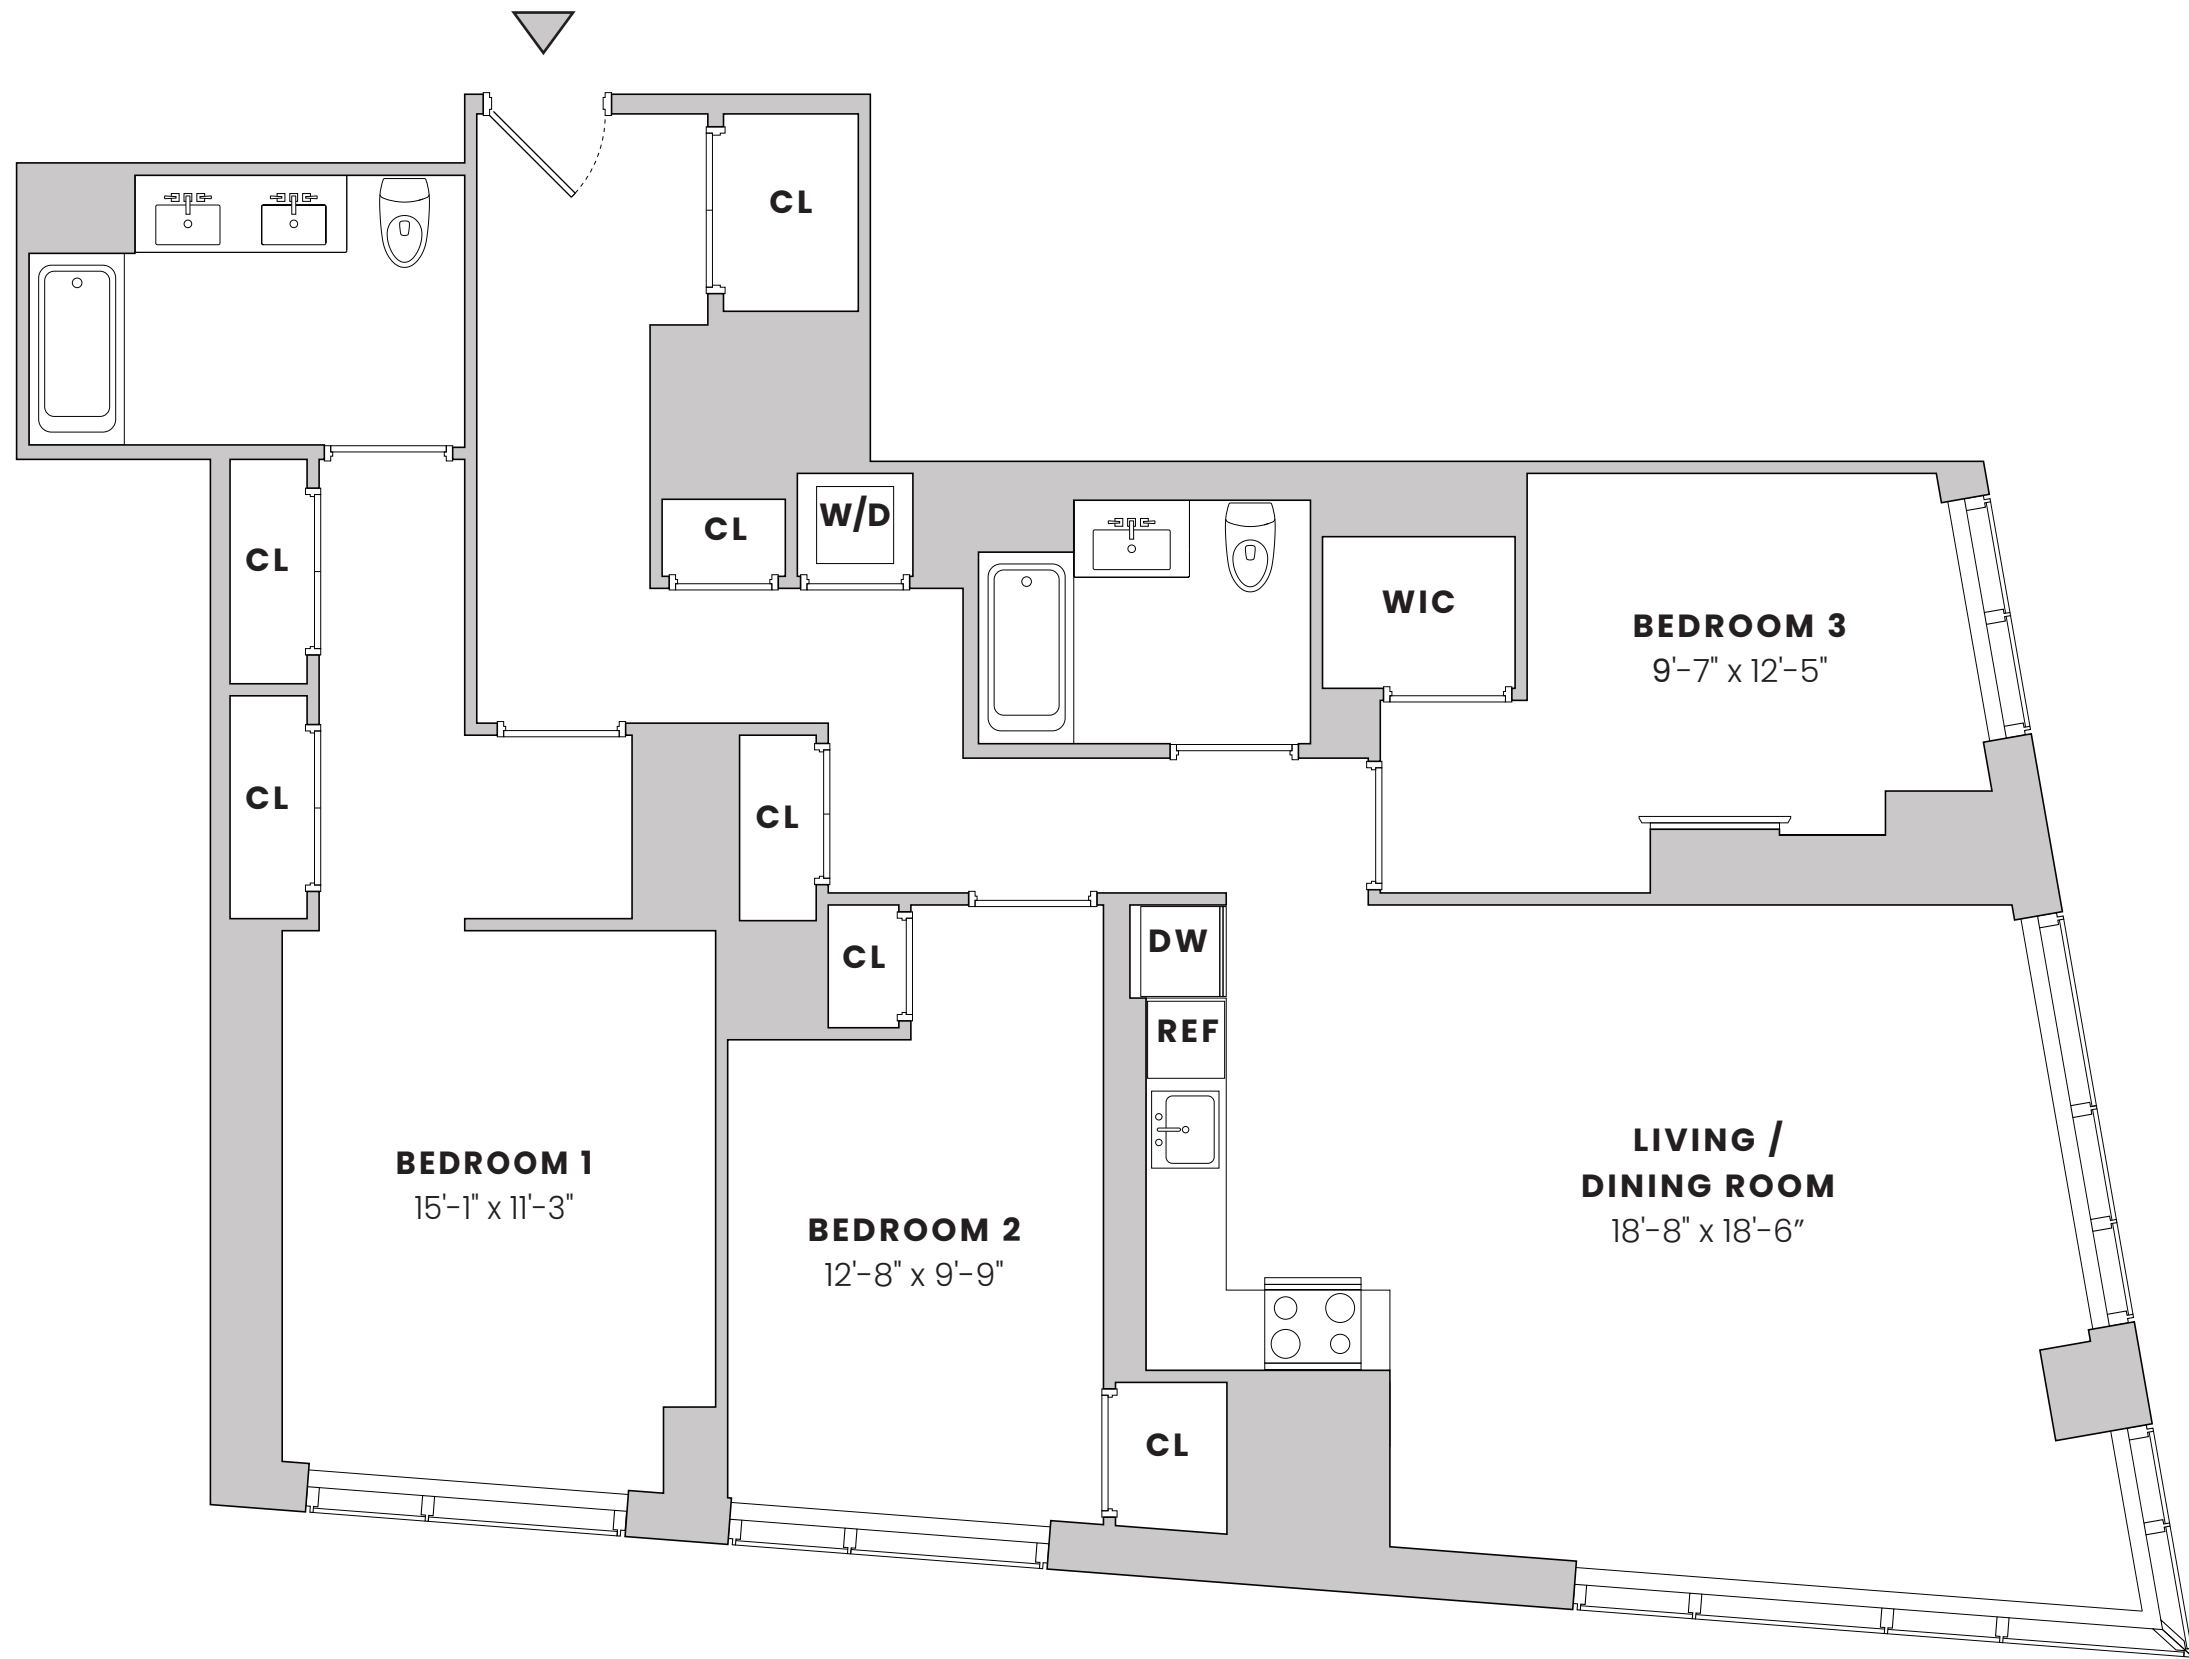 CL
CL
W/D
CL
WIC
BEDROOM 3
9'-7" x 12'-5"
CL
CL
CL
DW
REF
BEDROOM 1
15'-1" x 11'-3"
BEDROOM 2
12'-8" x 9'-9"
LIVING /
DINING ROOM
18'-8" x 18'-6”
CL